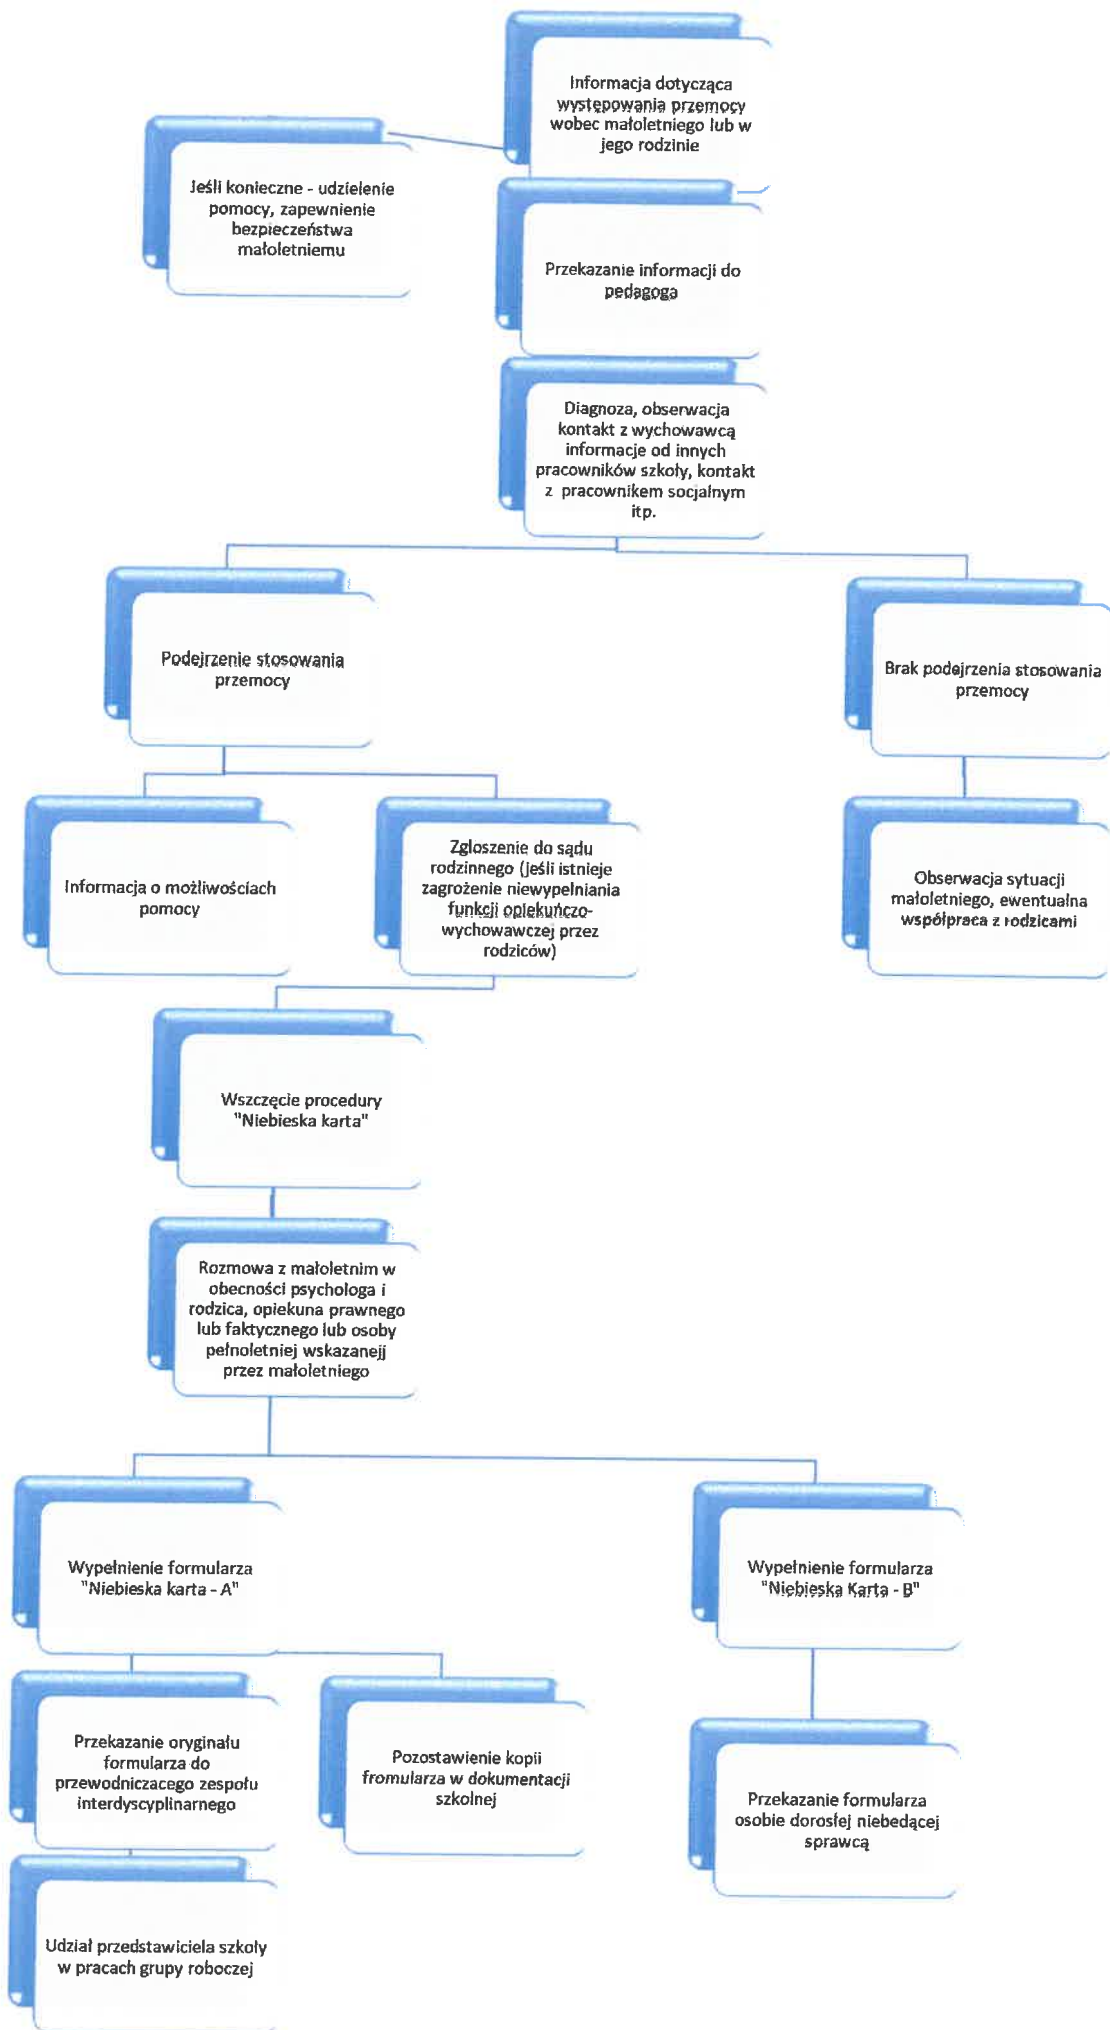 Informacja dotycząca
występowania przemocy
wobec małoletniego lub w
jego rodzinie
Jeśli konieczne - udzielenie
pomocy, zapewnienie
bezpieczeństwa
małoletniemu
Przekazanie informacji do
pedagoga
Diagnoza, obserwacja
kontakt z wychowawcą
informacje od innych
pracowników szkoły, kontakt
z pracownikem socjalnym
itp.
Podejrzenie stosowania
przemocy
Brak podejrzenia stosowania
przemocy
Informacja o możliwościach
pomocy
Zgloszenie do sądu
rodzinnego (jeśli istnieje
zagrożenie niewypełniania
funkcji opiekuńczo-
wychowawczej przez
rodziców)
Obserwacja sytuacji
małoletniego, ewentualna
współpraca z rodzicami
Wszczęcie procedury
"Niebieska karta"
Rozmowa z małoletnim w
obecności psychologa i
rodzica, opiekuna prawnego
lub faktycznego lub osoby
pełnoletniej wskazanejj
przez małoletniego
Wypełnienie formularza
"Niebieska karta - A"
Wypełnienie formularza
"Niebieska Karta - B"
Przekazanie oryginału
formularza do
przewodniczacego zespołu
interdyscyplinarnego
Pozostawienie kopii
fromularza w dokumentacji
szkolnej
Przekazanie formularza
osobie dorosłej niebedącej
sprawcą
Udział przedstawiciela szkoły
w pracach grupy roboczej